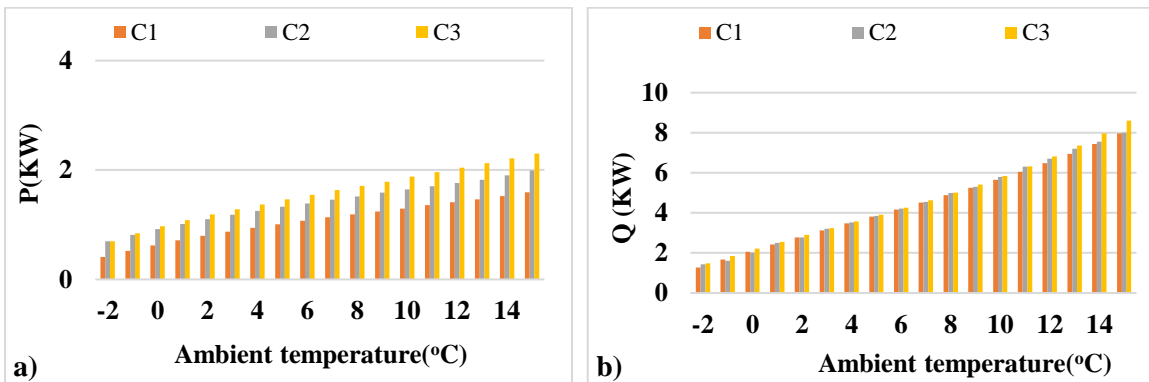 C1 C2 C3
4
2
0
P(KW)
-2 0 2 4 6 8 10 12 14
Ambient temperature(oC)
a)
C1 C2 C3
10
8
6
4
2
0
Q (KW)
-2 0 2 4 6 8 10 12 14
Ambient temperature(oC)
b)